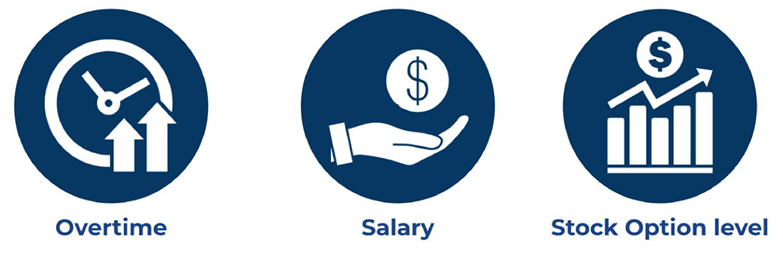 $
$
Overtime
Salary
Stock Option level